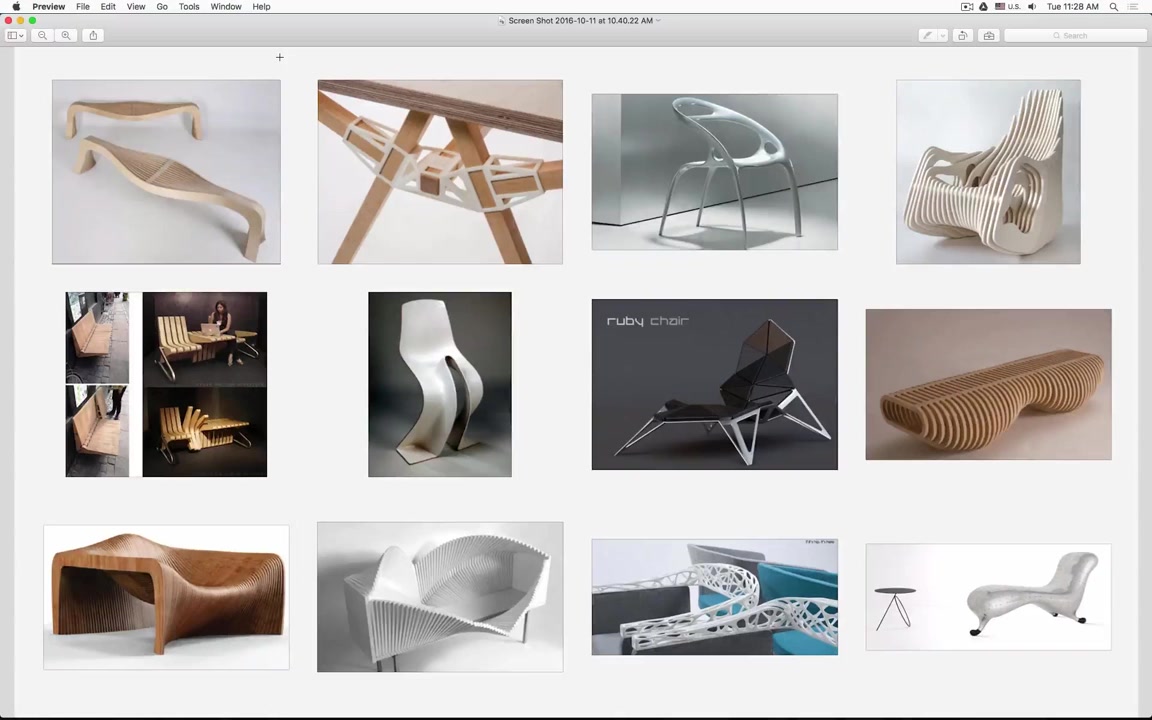 Preview File Edit View Go Tools Window Help
U.S. Tue 11:28 AM
Screen Shot 2016-10-11 at 10.40.22 AM
Search
ruby chair